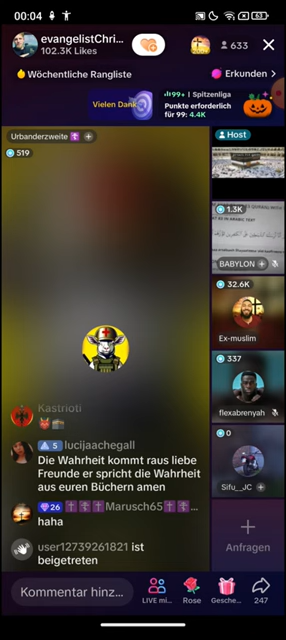 00:04
63
evangelistChri...
102.3K Likes
633
Wöchentliche Rangliste
Erkunden >
Vielen Dank
99+ | Spitzenliga
Punkte erforderlich
für 99: 4.4K
Urbanderzweite ✝️ +
519
Host
1.3K
BABYLON +
32.6K
Ex-muslim
337
flexabrenyah
0
Sifu__JC +
+
Anfragen
Kastrioti
👹🕋
5 lucijaachegall
Die Wahrheit kommt raus liebe
Freunde er spricht die Wahrheit
aus euren Büchern amen
26 ✝️☦️✝️Marusch65✝️☦️...
haha
user12739261821 ist
beigetreten
Kommentar hinz...
LIVE mi...
Rose
Gesche...
247